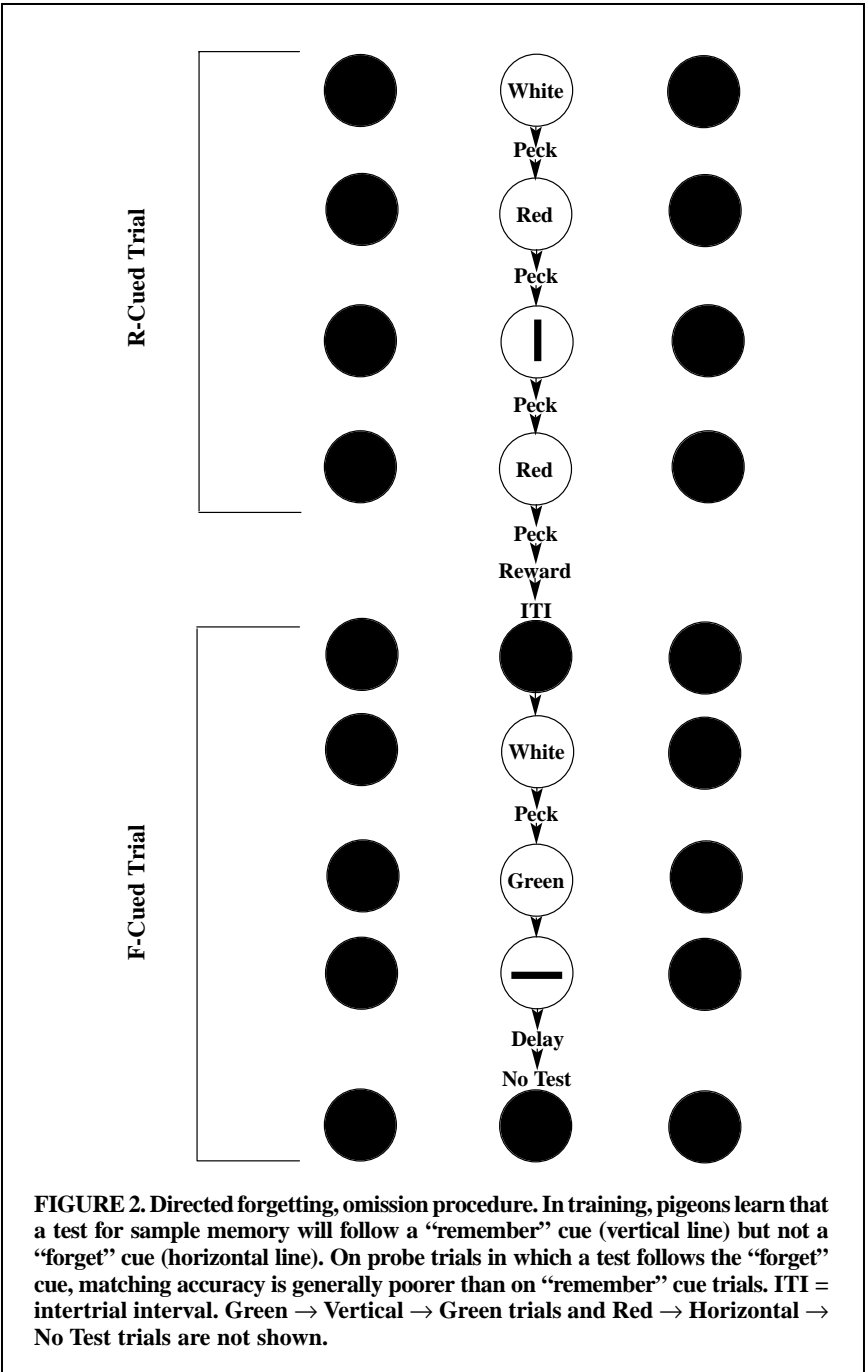 R-Cued Trial
White
Peck
Red
Peck
Peck
Red
Peck
Reward
ITI
F-Cued Trial
White
Peck
Green
Delay
No Test
FIGURE 2. Directed forgetting, omission procedure. In training, pigeons learn that
a test for sample memory will follow a “remember” cue (vertical line) but not a
“forget” cue (horizontal line). On probe trials in which a test follows the “forget”
cue, matching accuracy is generally poorer than on “remember” cue trials. ITI =
intertrial interval. Green → Vertical → Green trials and Red → Horizontal →
No Test trials are not shown.